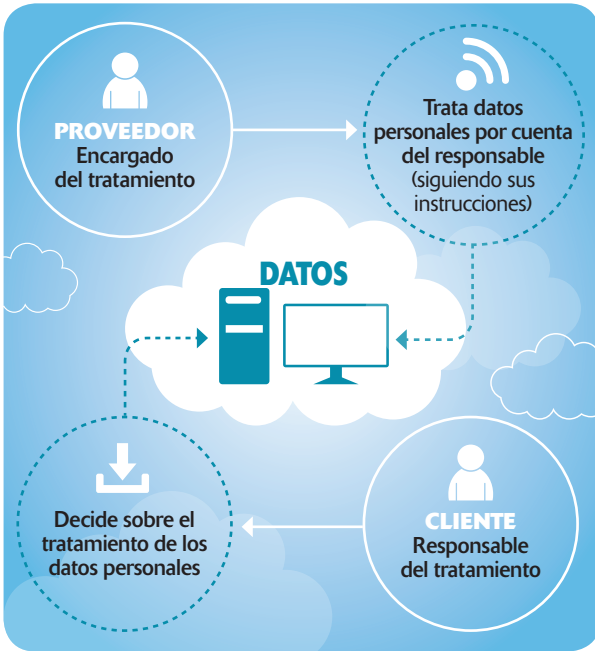 PROVEEDOR
Encargado
del tratamiento
Trata datos
personales por cuenta
del responsable
(siguiendo sus
instrucciones)
DATOS
Decide sobre el
tratamiento de los
datos personales
CLIENTE
Responsable
del tratamiento